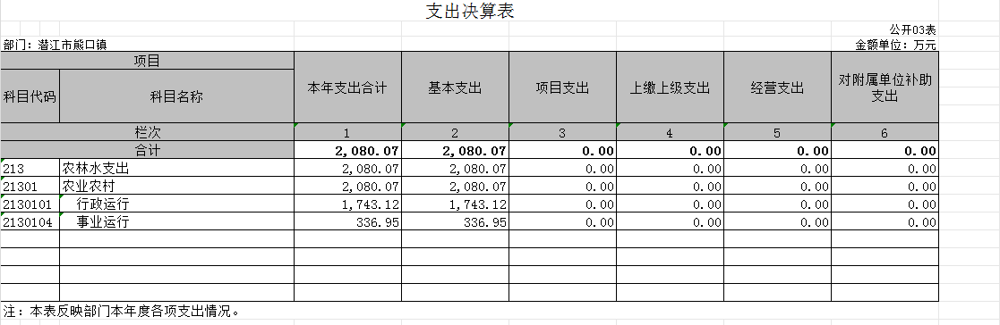 支出决算表
公开03表
部门：潜江市熊口镇 金额单位：万元
项目 本年支出合计 基本支出 项目支出 上缴上级支出 经营支出 对附属单位补助支出
科目代码 科目名称
栏次 1 2 3 4 5 6
合计 2,080.07 2,080.07 0.00 0.00 0.00 0.00
213 农林水支出 2,080.07 2,080.07 0.00 0.00 0.00 0.00
21301 农业农村 2,080.07 2,080.07 0.00 0.00 0.00 0.00
2130101 行政运行 1,743.12 1,743.12 0.00 0.00 0.00 0.00
2130104 事业运行 336.95 336.95 0.00 0.00 0.00 0.00
注：本表反映部门本年度各项支出情况。